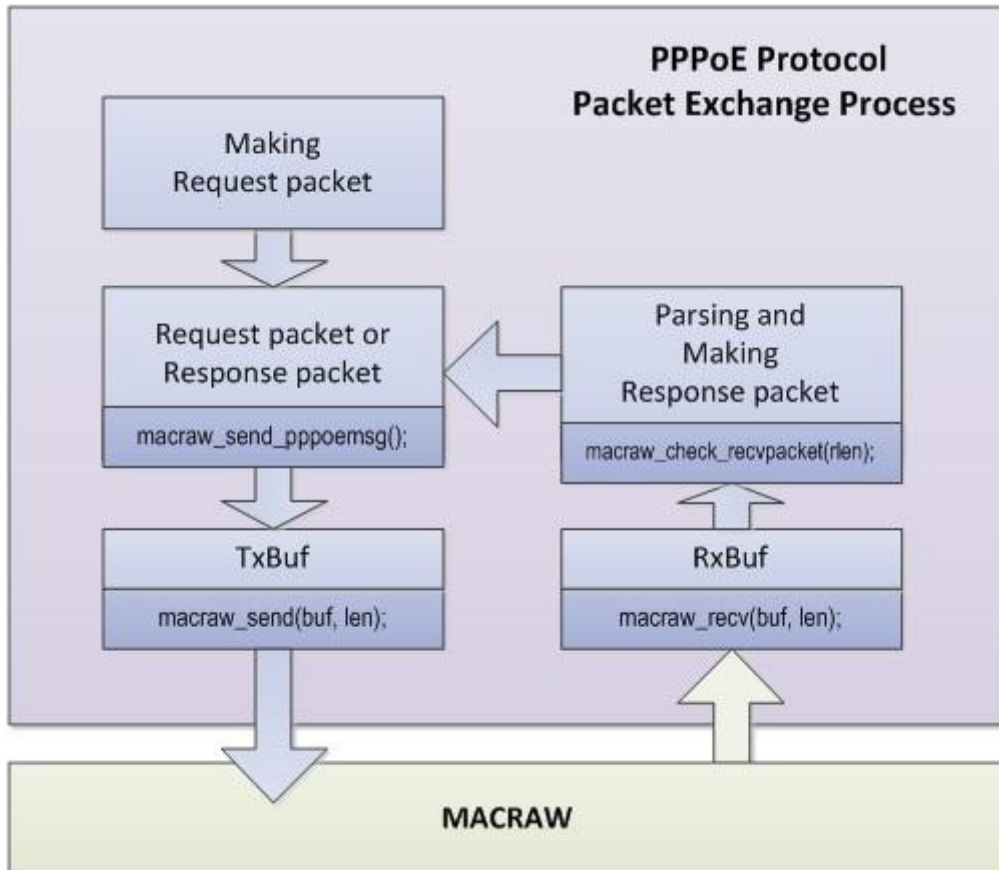 PPPoE Protocol
Packet Exchange Process
Making
Request packet
Request packet or
Response packet
macraw_send_pppoemsg();
Parsing and
Making
Response packet
macraw_check_recvpacket(rlen);
TxBuf
macraw_send(buf, len);
RxBuf
macraw_recv(buf, len);
MACRAW